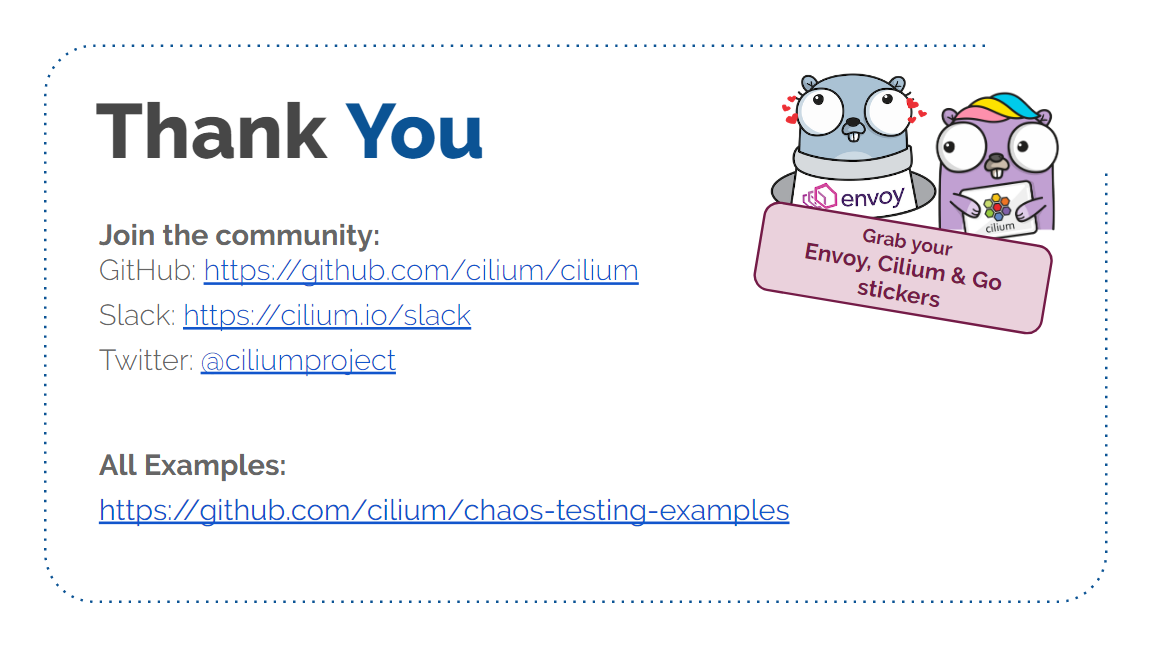 Thank You
Join the community:
GitHub: https://github.com/cilium/cilium
Slack: https://cilium.io/slack
Twitter: @ciliumproject
All Examples:
https://github.com/cilium/chaos-testing-examples
envoy
cilium
Grab your
Envoy, Cilium & Go
stickers